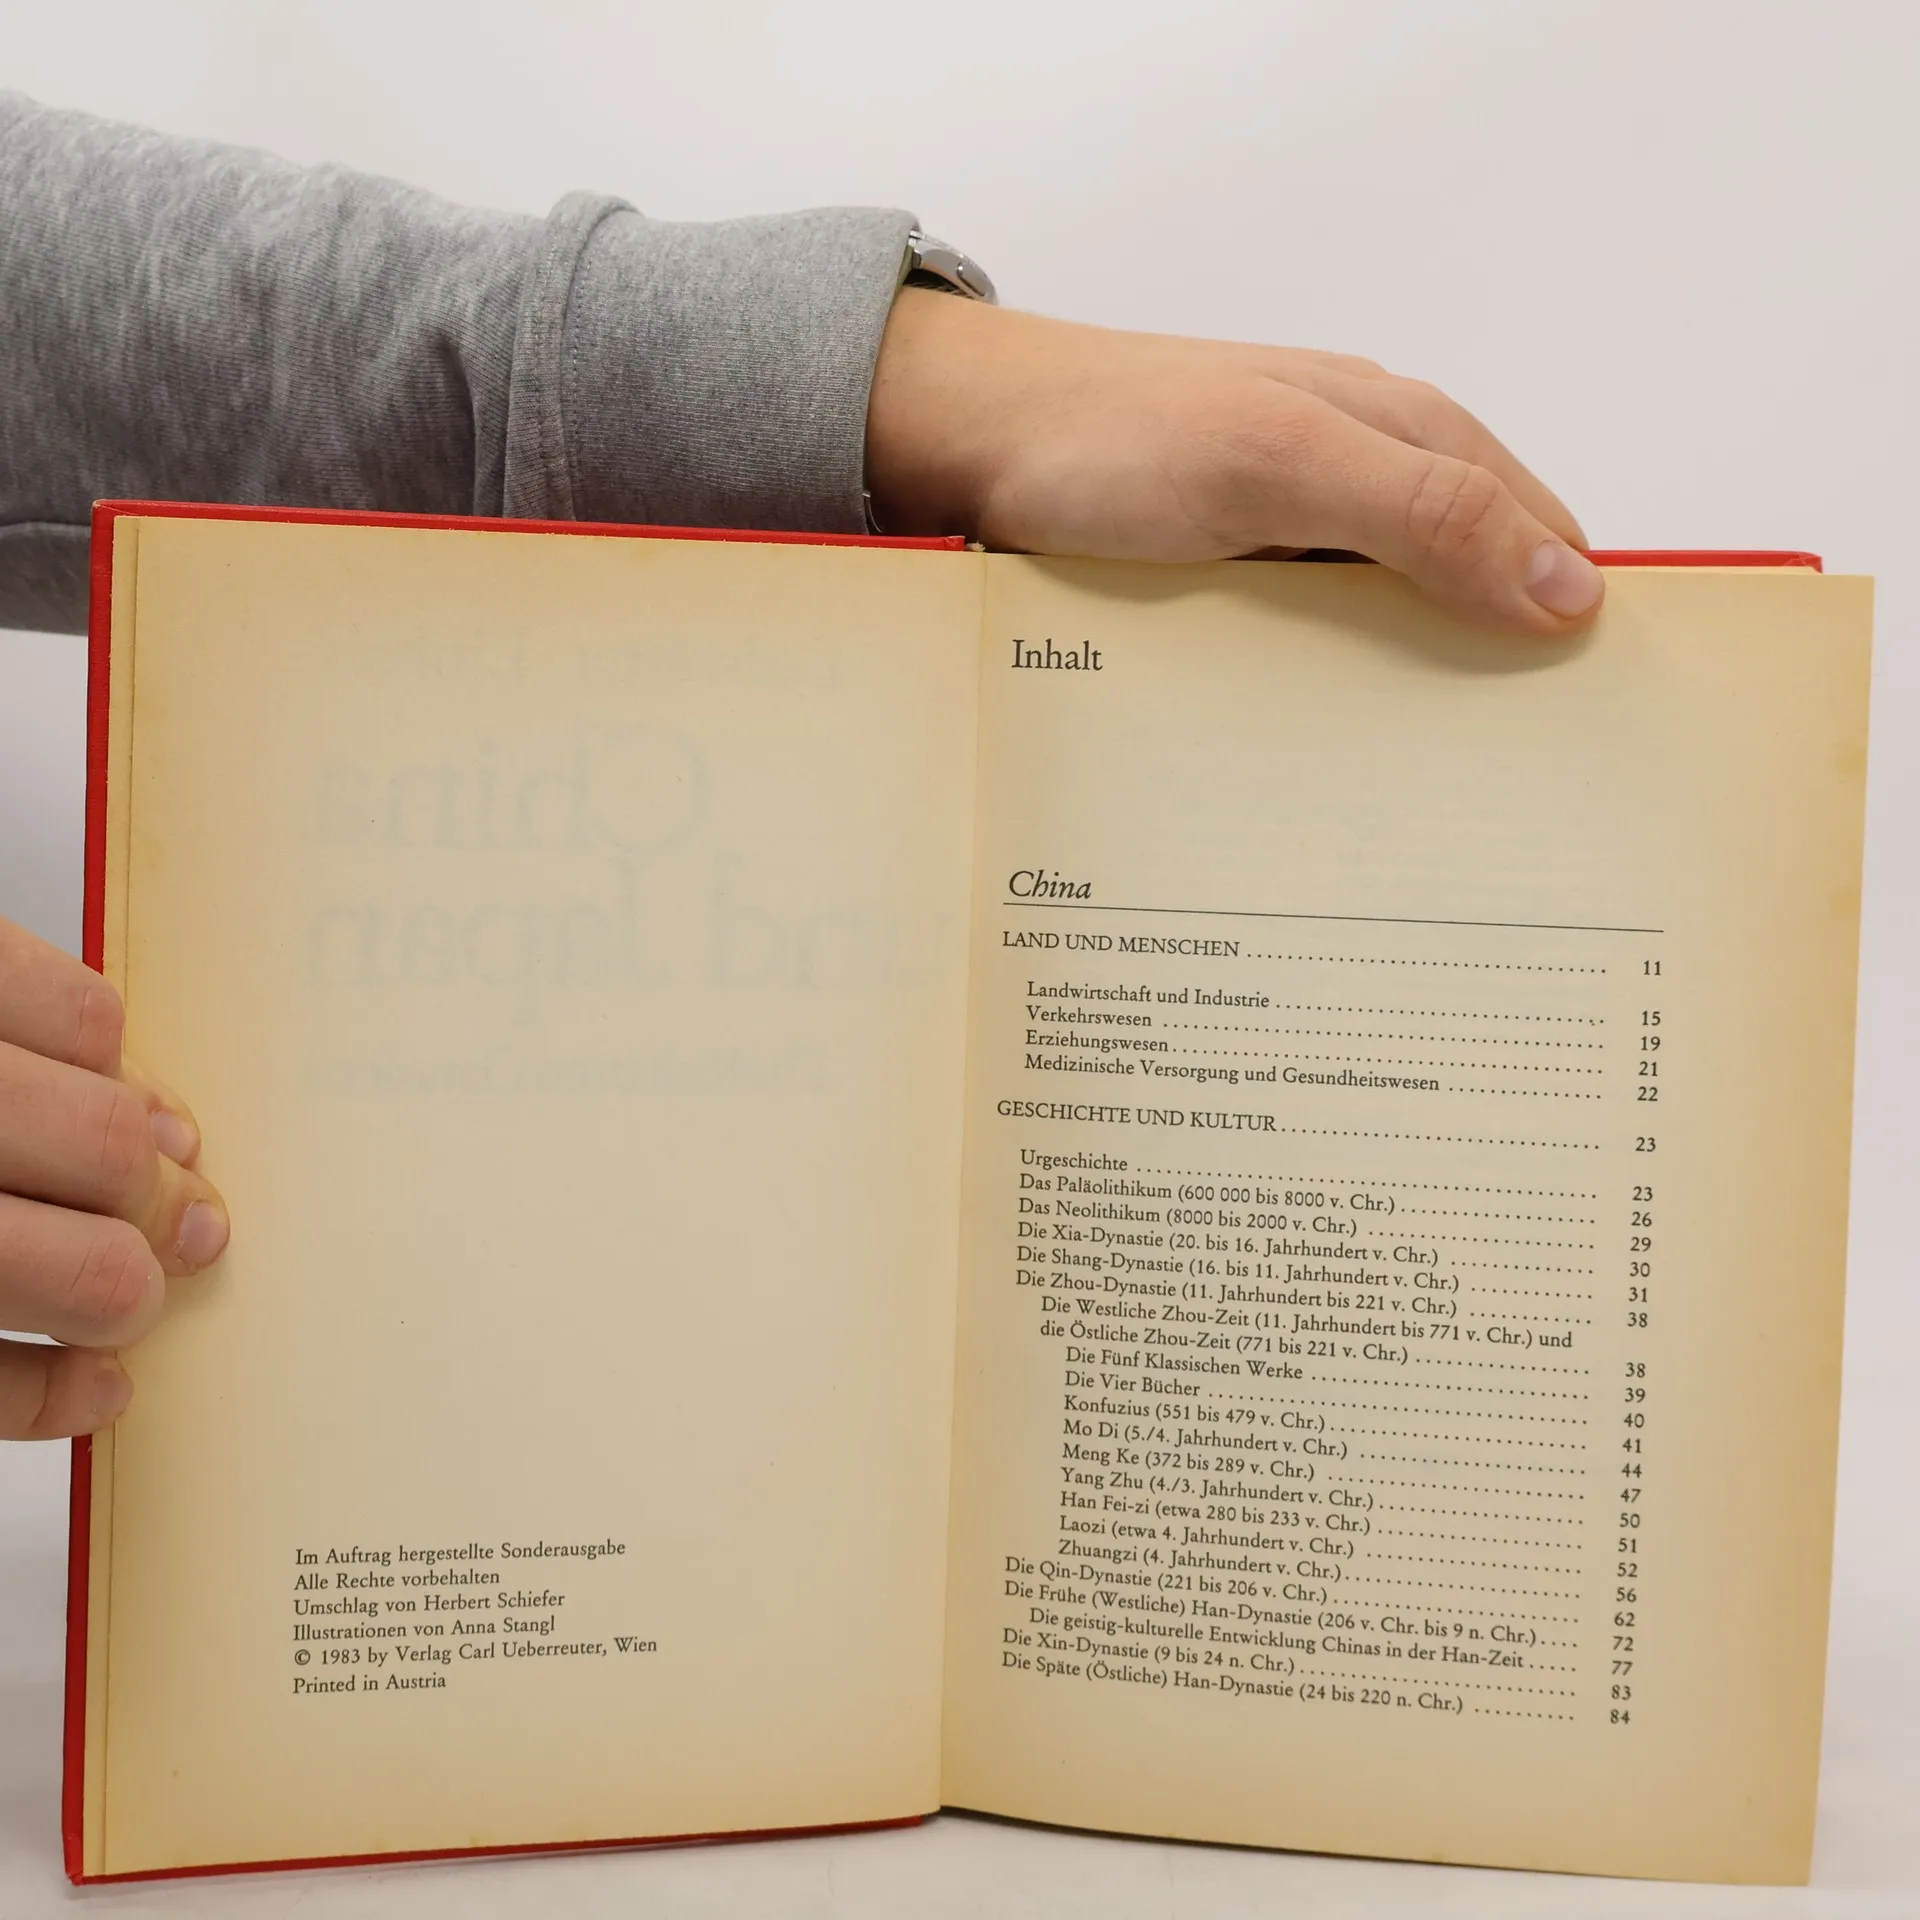 Im Auftrag hergestellte Sonderausgabe
Alle Rechte vorbehalten
Umschlag von Herbert Schiefer
Illustrationen von Anna Stangl
© 1983 by Verlag Carl Ueberreuter, Wien
Printed in Austria
Inhalt
China
LAND UND MENSCHEN 11
Landwirtschaft und Industrie 15
Verkehrswesen 19
Erziehungswesen 21
Medizinische Versorgung und Gesundheitswesen 22
GESCHICHTE UND KULTUR 23
Urgeschichte 23
Das Paläolithikum (600 000 bis 8000 v. Chr.) 26
Das Neolithikum (8000 bis 2000 v. Chr.) 29
Die Xia-Dynastie (20. bis 16. Jahrhundert v. Chr.) 30
Die Shang-Dynastie (16. bis 11. Jahrhundert v. Chr.) 31
Die Zhou-Dynastie (11. Jahrhundert bis 221 v. Chr.) 38
Die Westliche Zhou-Zeit (11. Jahrhundert bis 771 v. Chr.) und
die Östliche Zhou-Zeit (771 bis 221 v. Chr.) 38
Die Fünf Klassischen Werke 39
Die Vier Bücher 40
Konfuzius (551 bis 479 v. Chr.) 41
Mo Di (5./4. Jahrhundert v. Chr.) 44
Meng Ke (372 bis 289 v. Chr.) 47
Yang Zhu (4./3. Jahrhundert v. Chr.) 50
Han Fei-zi (etwa 280 bis 233 v. Chr.) 51
Laozi (etwa 4. Jahrhundert v. Chr.) 52
Zhuangzi (4. Jahrhundert v. Chr.) 56
Die Qin-Dynastie (221 bis 206 v. Chr.) 62
Die Frühe (Westliche) Han-Dynastie (206 v. Chr. bis 9 n. Chr.) 72
Die geistig-kulturelle Entwicklung Chinas in der Han-Zeit 77
Die Xin-Dynastie (9 bis 24 n. Chr.) 83
Die Späte (Östliche) Han-Dynastie (24 bis 220 n. Chr.) 84